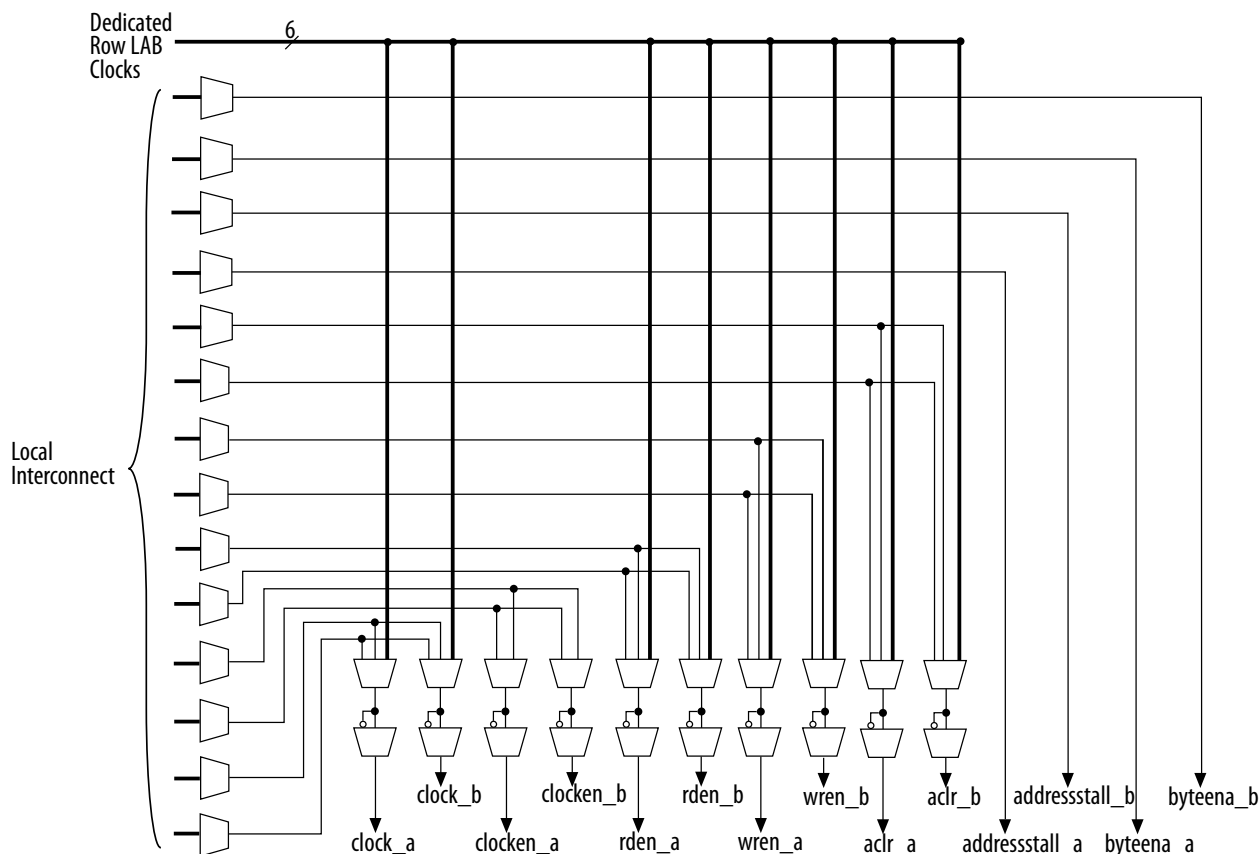 Dedicated
Row LAB
Clocks
6
Local
Interconnect
clock_b
clocken_b
rden_b
wren_b
aclr_b
addressstall_b
byteena_b
clock_a
clocken_a
rden_a
wren_a
aclr_a
addressstall_a
byteena_a